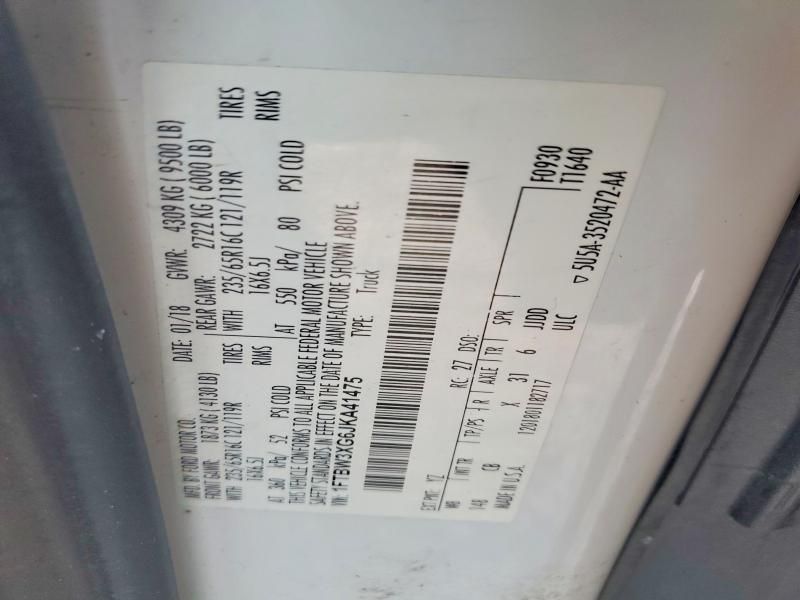 MFD. BY FORD MOTOR CO. DATE: 01/18 GVWR: 4309 KG ( 9500 LB)
FRONT GAWR: 1873 KG ( 4130 LB) REAR GAWR: 2722 KG ( 6000 LB)
WITH 235/65R16C 121/119R TIRES WITH 235/65R16C 121/119R TIRES
16X6.5J RIMS 16X6.5J RIMS
AT 360 kPa/ 52 PSI COLD AT 550 kPa/ 80 PSI COLD
THIS VEHICLE CONFORMS TO ALL APPLICABLE FEDERAL MOTOR VEHICLE
SAFETY STANDARDS IN EFFECT ON THE DATE OF MANUFACTURE SHOWN ABOVE.
VIN: 1FTBW3XG6JKA41475 TYPE: Truck
EXT PNT: YZ RC: 27 DSO: F0930
WB INT TR TP/PS R AXLE TR SPR T1640
148 CB X 31 6 JJDD
MADE IN U.S.A. 120180118271? ULC
▽ 5U5A-3520472-AA